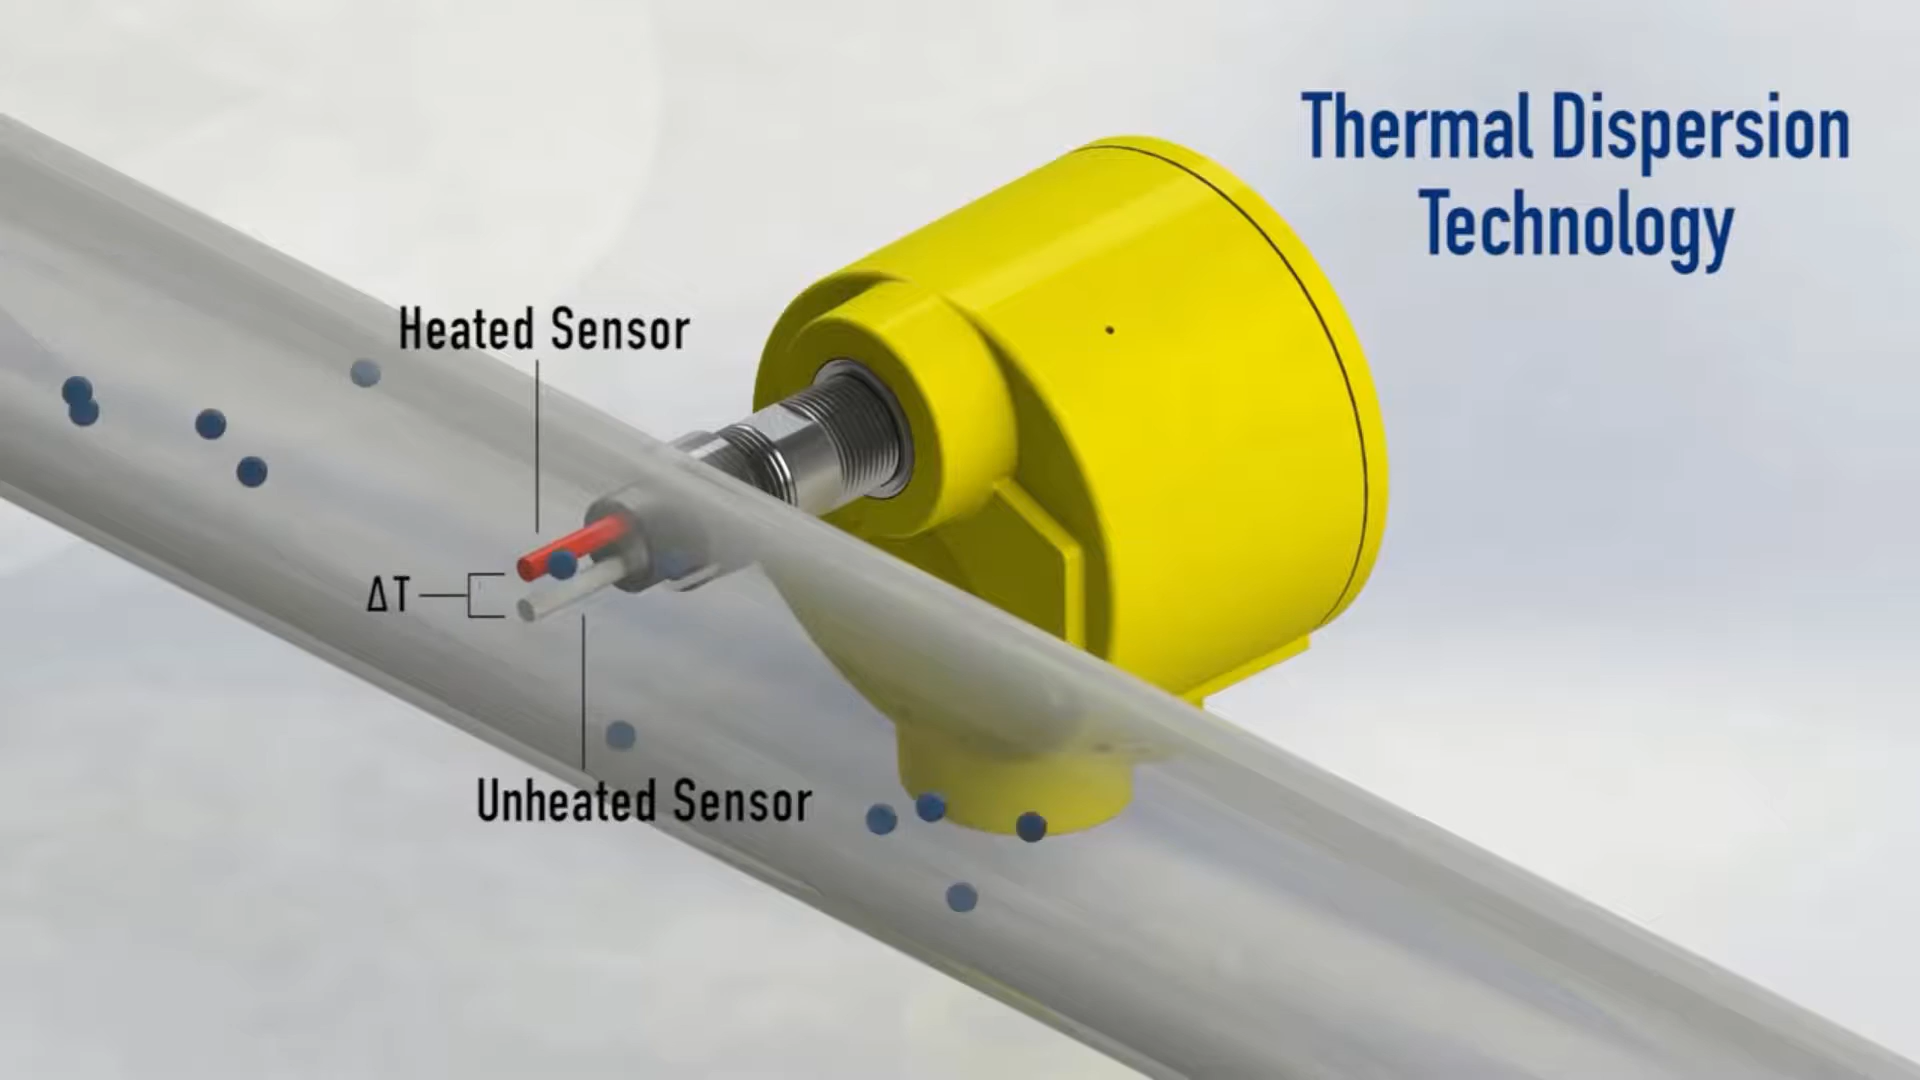 Thermal Dispersion
Technology
Heated Sensor
ΔT
Unheated Sensor